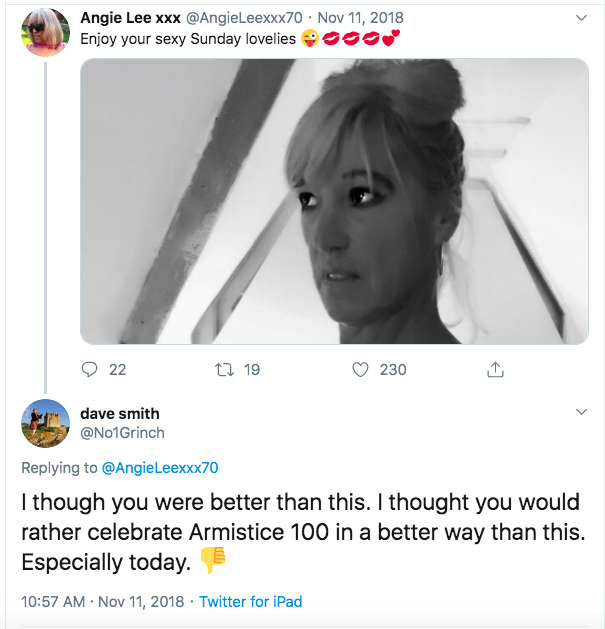 Angie Lee xxx @AngieLeexxx70 · Nov 11, 2018
Enjoy your sexy Sunday lovelies 😜💋💋💋💕
22 19 230
dave smith
@No1Grinch
Replying to @AngieLeexxx70
I though you were better than this. I thought you would
rather celebrate Armistice 100 in a better way than this.
Especially today. 👎
10:57 AM · Nov 11, 2018 · Twitter for iPad